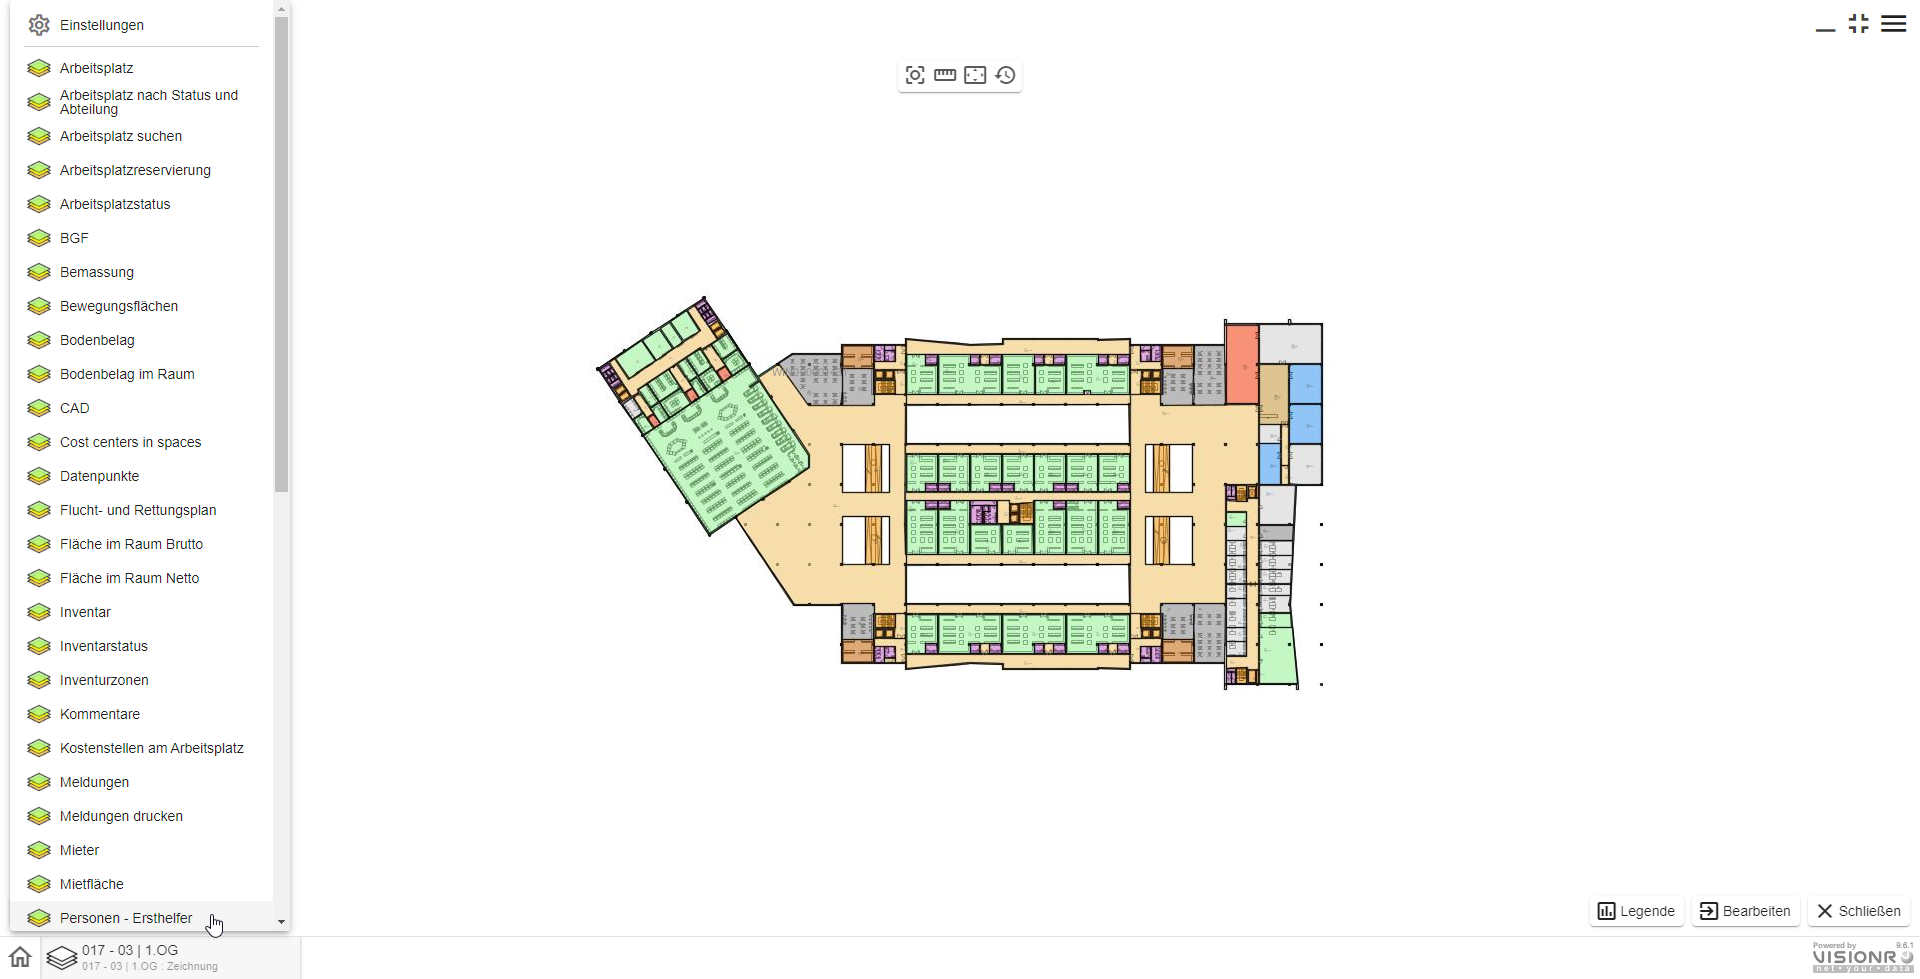 Einstellungen
Arbeitsplatz
Arbeitsplatz nach Status und
Abteilung
Arbeitsplatz suchen
Arbeitsplatzreservierung
Arbeitsplatzstatus
BGF
Bemassung
Bewegungsflächen
Bodenbelag
Bodenbelag im Raum
CAD
Cost centers in spaces
Datenpunkte
Flucht- und Rettungsplan
Fläche im Raum Brutto
Fläche im Raum Netto
Inventar
Inventarstatus
Inventurzonen
Kommentare
Kostenstellen am Arbeitsplatz
Meldungen
Meldungen drucken
Mieter
Mietfläche
Personen - Ersthelfer
Legende
Bearbeiten
Schließen
017 - 03 | 1.OG
017 - 03 | 1.OG : Zeichnung
Powered by 9.6.1
VISIONR
net • your • data